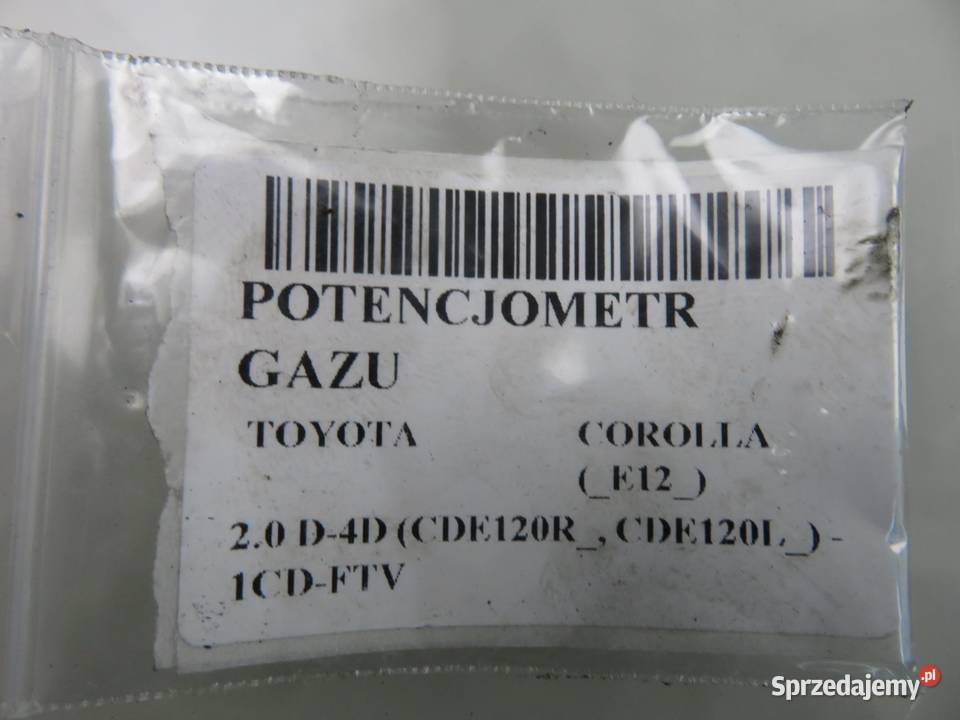 POTENCJOMETR
GAZU
TOYOTA COROLLA
(_E12_)
2.0 D-4D (CDE120R_, CDE120L_) -
1CD-FTV
Sprzedajemy.pl